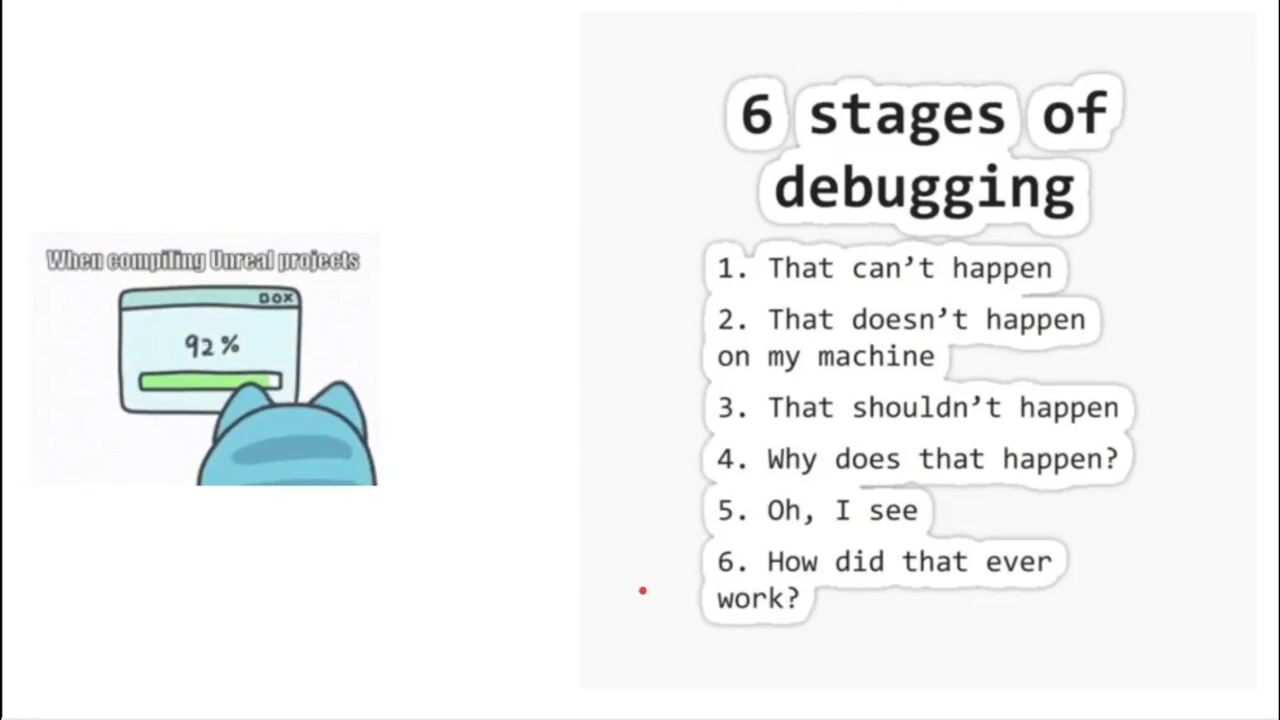 When compiling Unreal projects
92%
6 stages of
debugging
1. That can’t happen
2. That doesn’t happen
on my machine
3. That shouldn’t happen
4. Why does that happen?
5. Oh, I see
6. How did that ever
work?